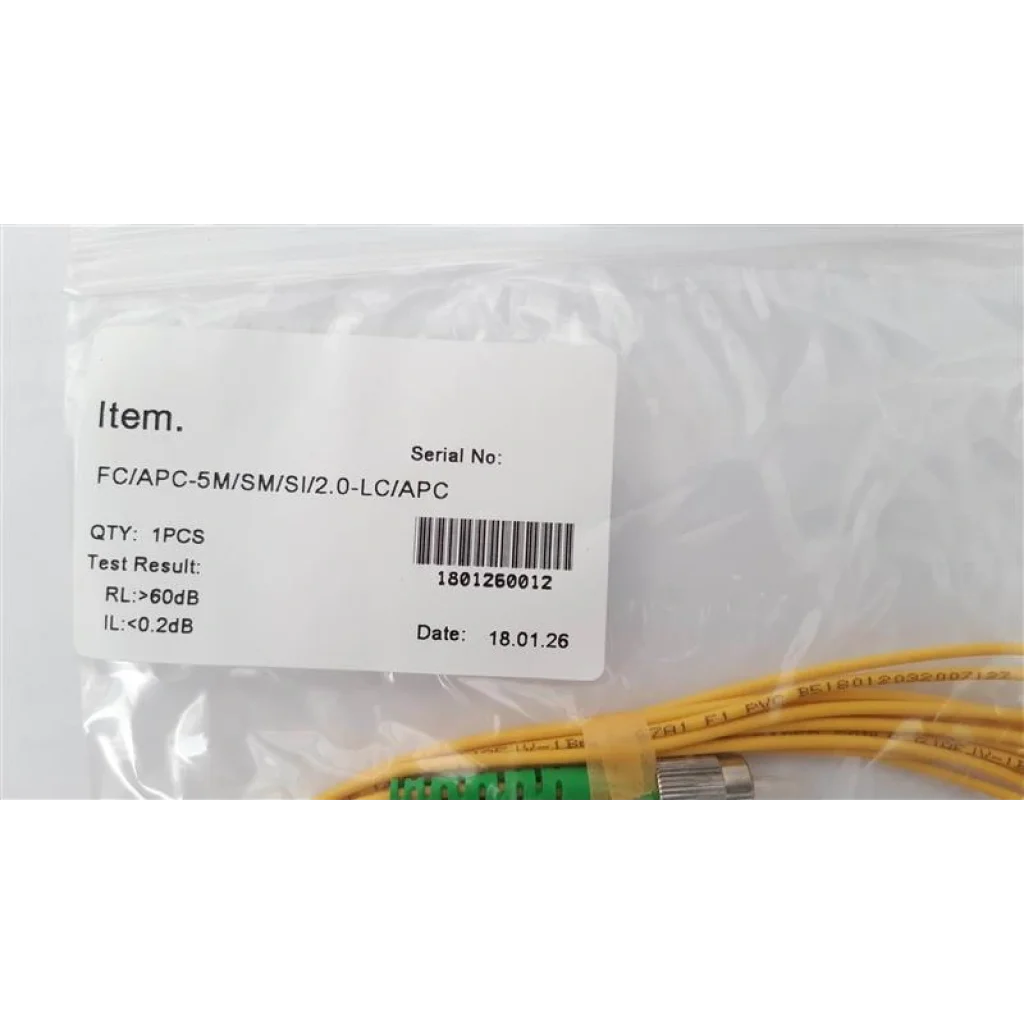 Item.
Serial No:
FC/APC-5M/SM/SI/2.0-LC/APC
QTY: 1PCS
Test Result:
1801260012
RL:>60dB
IL:<0.2dB
Date: 18.01.26
B518012032007127